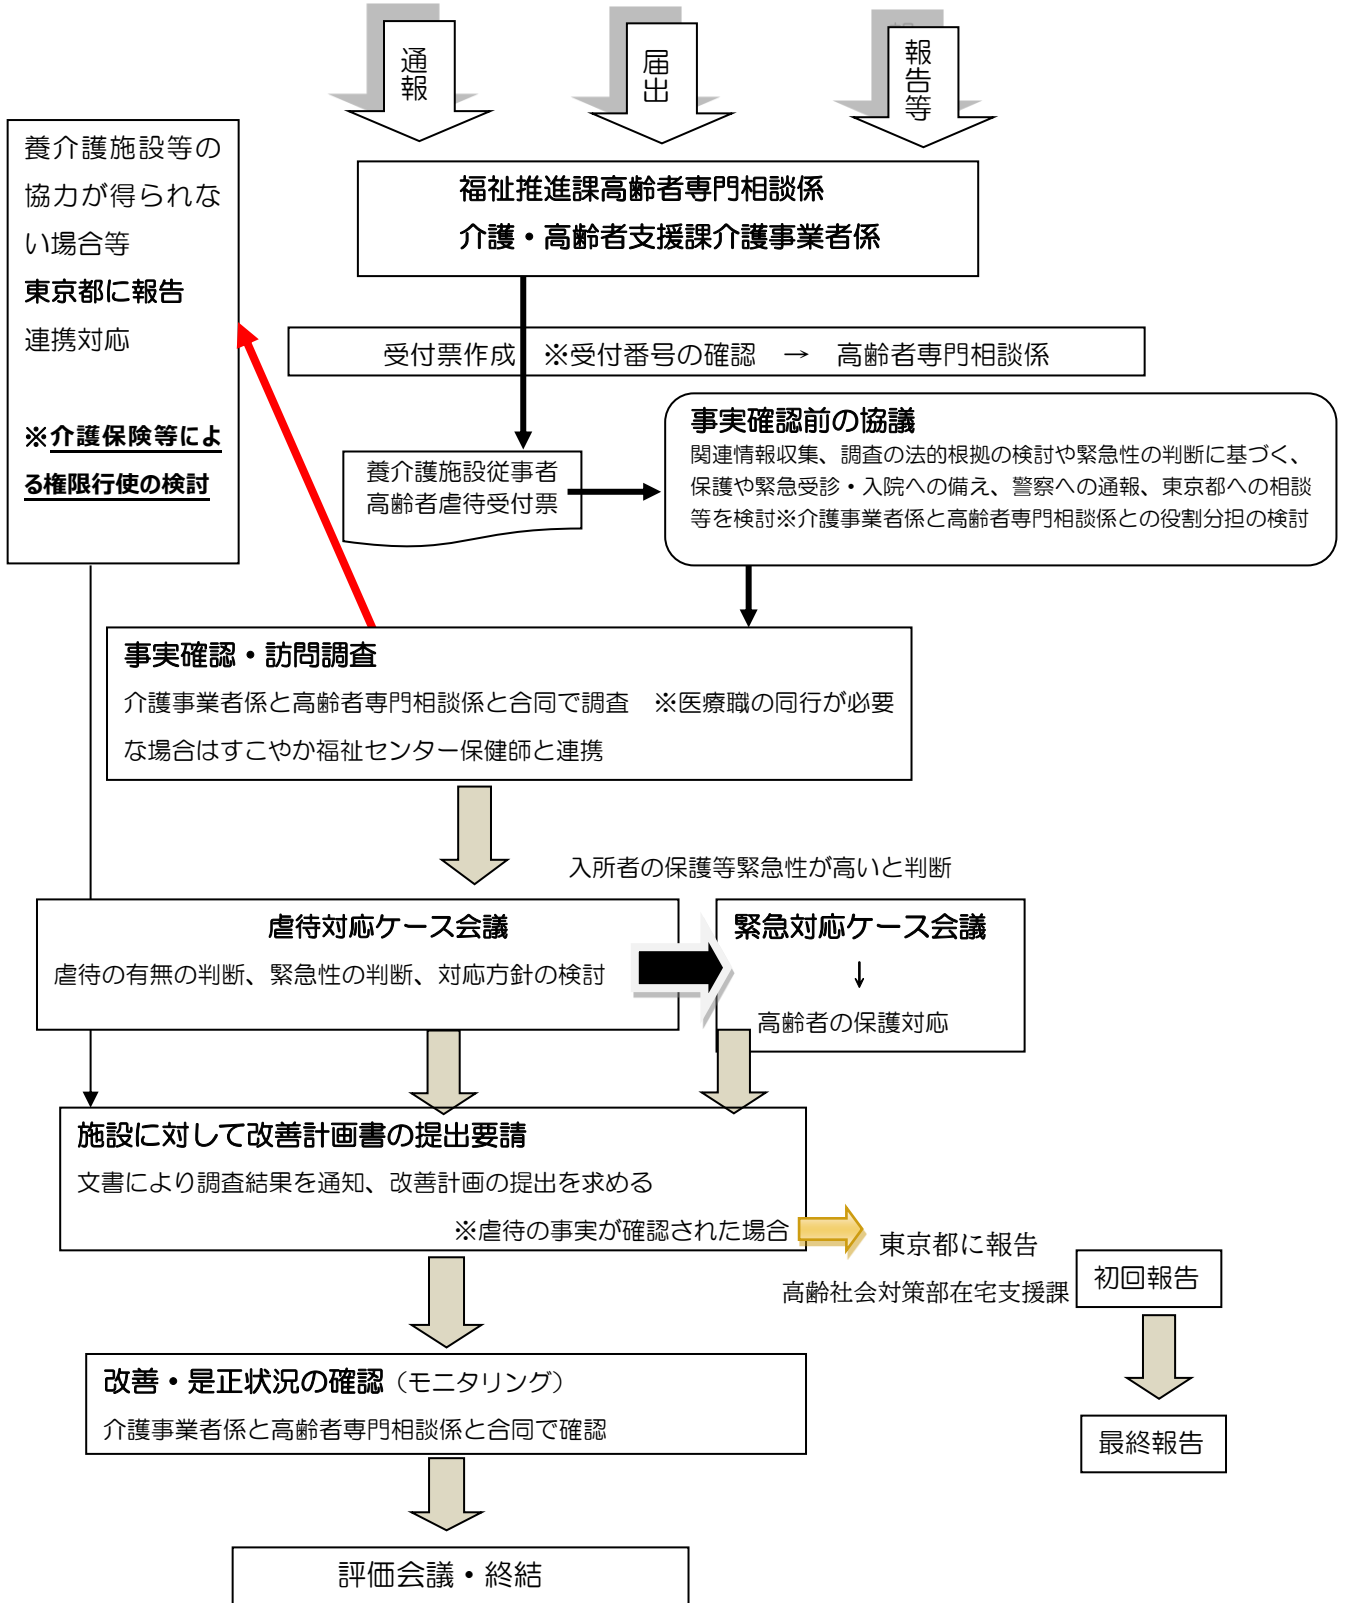 通報
届出
報告等
養介護施設等の
協力が得られな
い場合等
東京都に報告
連携対応
※介護保険等によ
る権限行使の検討
福祉推進課高齢者専門相談係
介護・高齢者支援課介護事業者係
受付票作成 ※受付番号の確認 → 高齢者専門相談係
養介護施設従事者
高齢者虐待受付票
事実確認前の協議
関連情報収集、調査の法的根拠の検討や緊急性の判断に基づく、
保護や緊急受診・入院への備え、警察への通報、東京都への相談
等を検討※介護事業者係と高齢者専門相談係との役割分担の検討
事実確認・訪問調査
介護事業者係と高齢者専門相談係と合同で調査 ※医療職の同行が必要
な場合はすこやか福祉センター保健師と連携
入所者の保護等緊急性が高いと判断
虐待対応ケース会議
虐待の有無の判断、緊急性の判断、対応方針の検討
緊急対応ケース会議
↓
高齢者の保護対応
施設に対して改善計画書の提出要請
文書により調査結果を通知、改善計画の提出を求める
※虐待の事実が確認された場合
東京都に報告
高齢社会対策部在宅支援課
初回報告
最終報告
改善・是正状況の確認（モニタリング）
介護事業者係と高齢者専門相談係と合同で確認
評価会議・終結